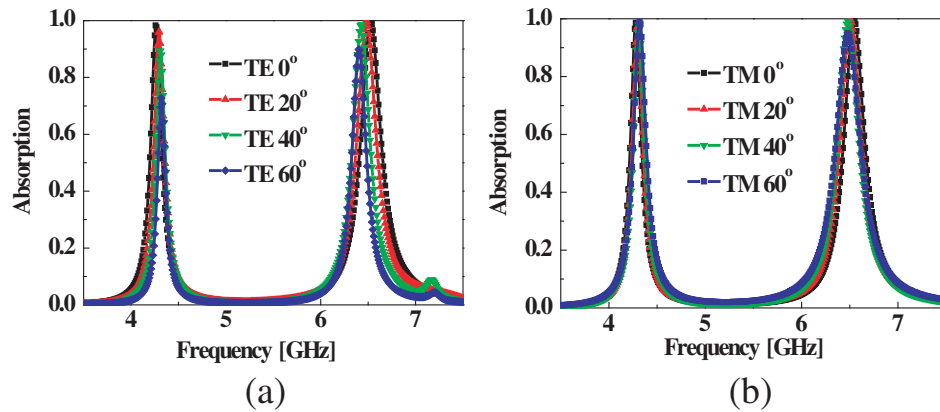 1.0
0.8
0.6
0.4
0.2
0.0
Absorption
TE 0°
TE 20°
TE 40°
TE 60°
4 5 6 7
Frequency [GHz]
(a)
1.0
0.8
0.6
0.4
0.2
0.0
Absorption
TM 0°
TM 20°
TM 40°
TM 60°
4 5 6 7
Frequency [GHz]
(b)